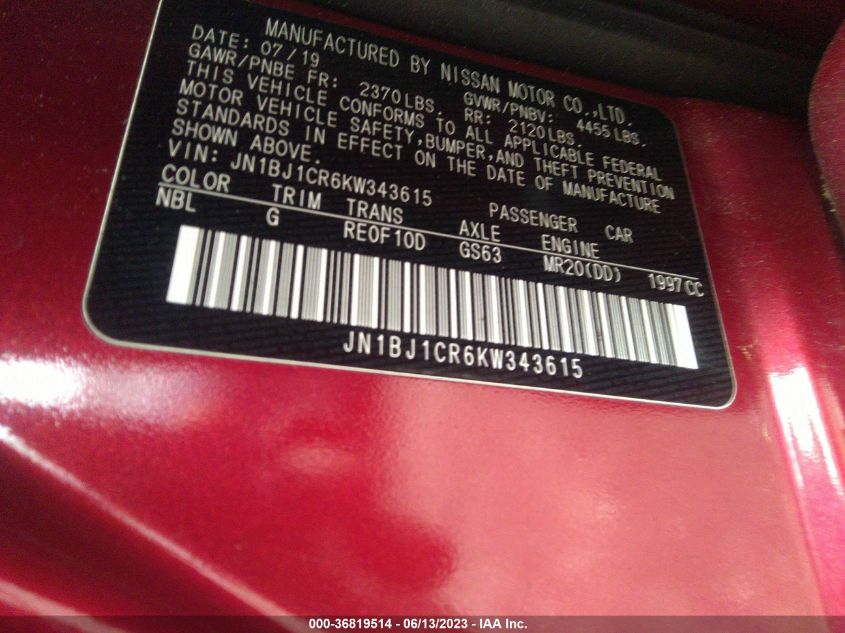 MANUFACTURED BY NISSAN MOTOR CO.,LTD.
DATE: 07/19 GVWR/PNBV: 4455LBS.
GAWR/PNBE FR: 2370LBS. RR: 2120LBS.
THIS VEHICLE CONFORMS TO ALL APPLICABLE FEDERAL
MOTOR VEHICLE SAFETY,BUMPER,AND THEFT PREVENTION
STANDARDS IN EFFECT ON THE DATE OF MANUFACTURE
SHOWN ABOVE.
VIN: JN1BJ1CR6KW343615 PASSENGER CAR
COLOR TRIM TRANS AXLE ENGINE
NBL G RE0F10D GS63 MR20(DD) 1997CC
JN1BJ1CR6KW343615
000-36819514 - 06/13/2023 - IAA Inc.